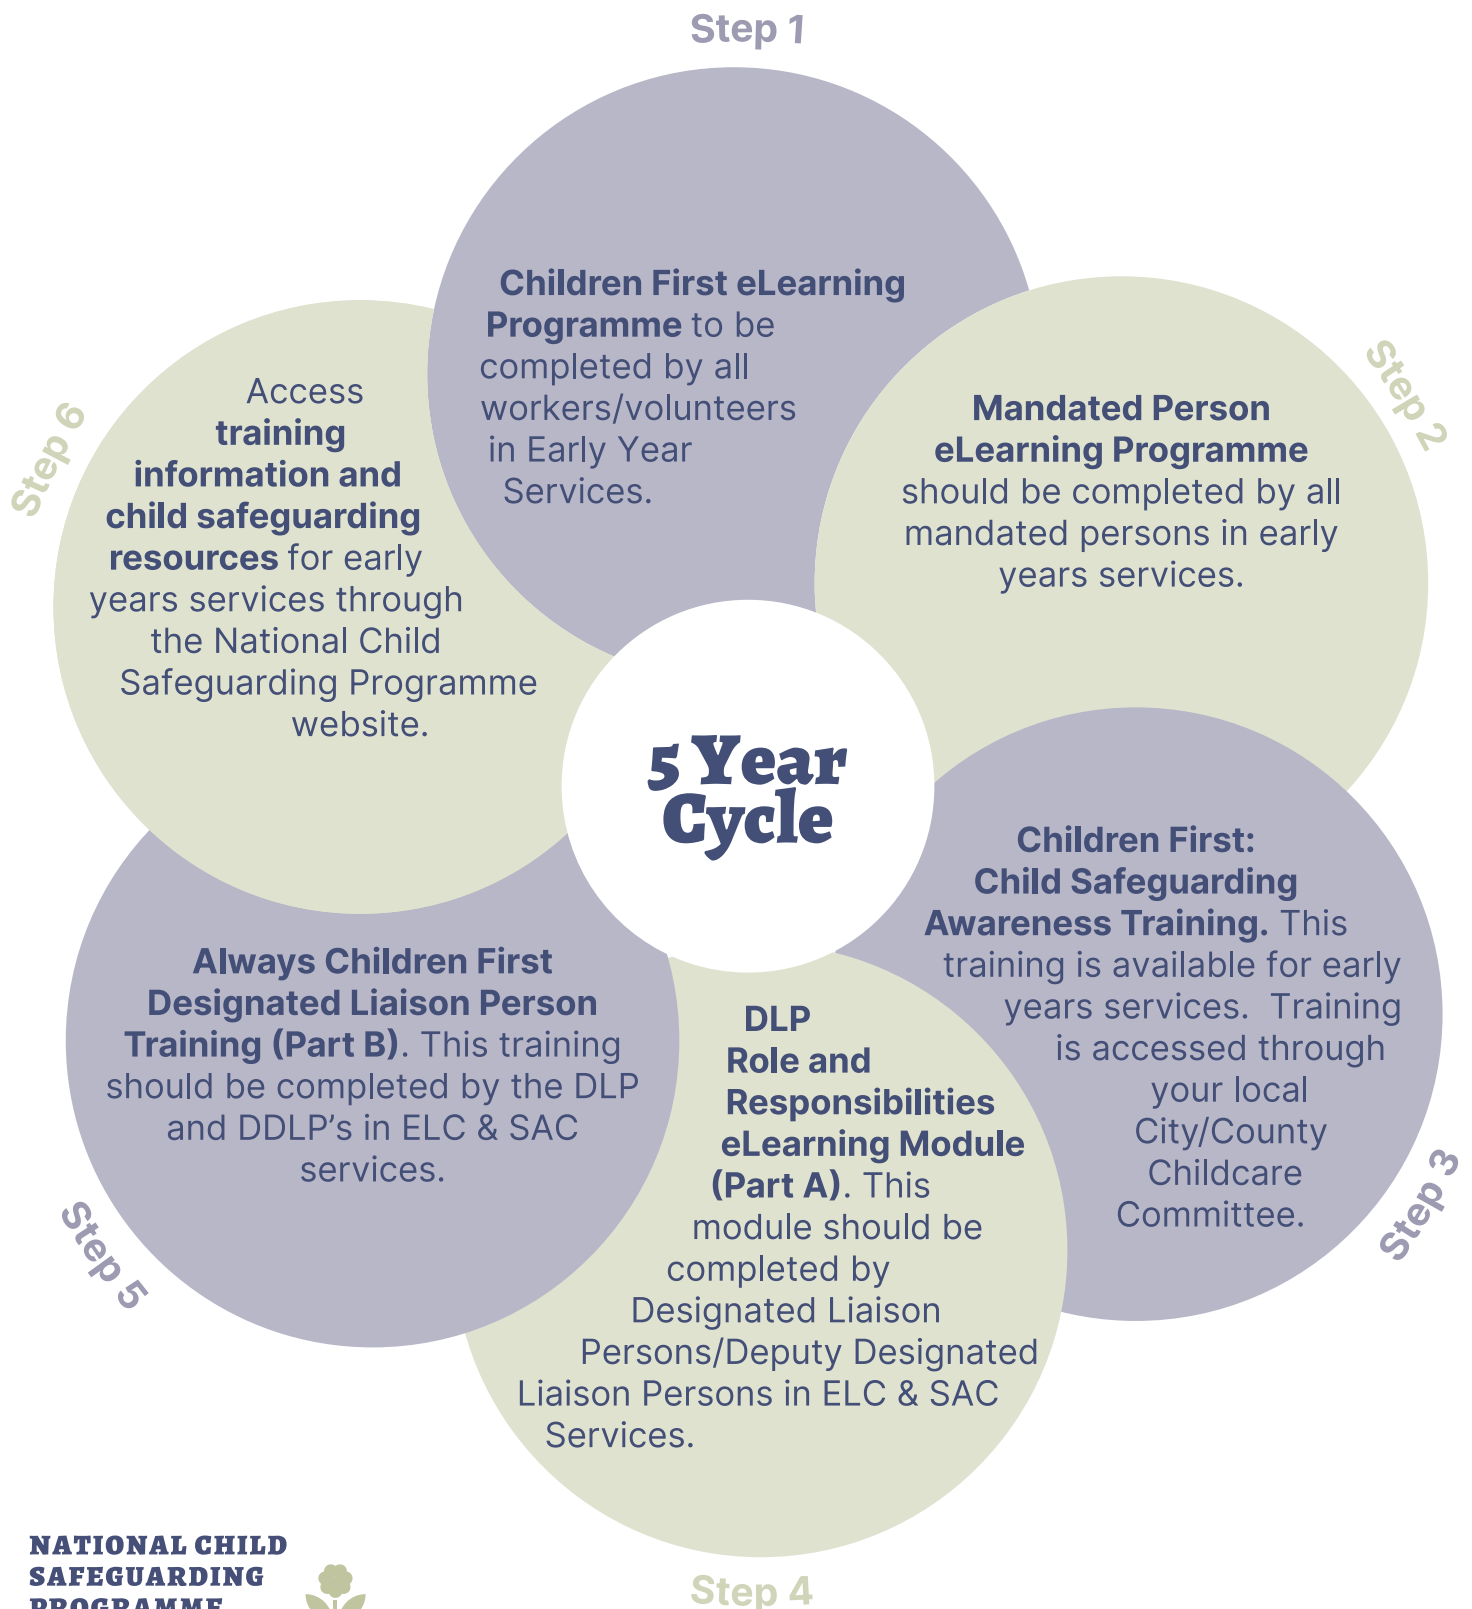 Step 1
Children First eLearning
Programme to be
completed by all
workers/volunteers
in Early Year
Services.
Step 2
Mandated Person
eLearning Programme
should be completed by all
mandated persons in early
years services.
Step 3
Children First:
Child Safeguarding
Awareness Training. This
training is available for early
years services.  Training
is accessed through
your local
City/County
Childcare
Committee.
Step 4
DLP
Role and
Responsibilities
eLearning Module
(Part A). This
module should be
completed by
Designated Liaison
Persons/Deputy Designated
Liaison Persons in ELC & SAC
Services.
Step 5
Always Children First
Designated Liaison Person
Training (Part B). This training
should be completed by the DLP
and DDLP’s in ELC & SAC
services.
Step 6
Access
training
information and
child safeguarding
resources for early
years services through
the National Child
Safeguarding Programme
website.
5 Year
Cycle
NATIONAL CHILD
SAFEGUARDING
PROGRAMME